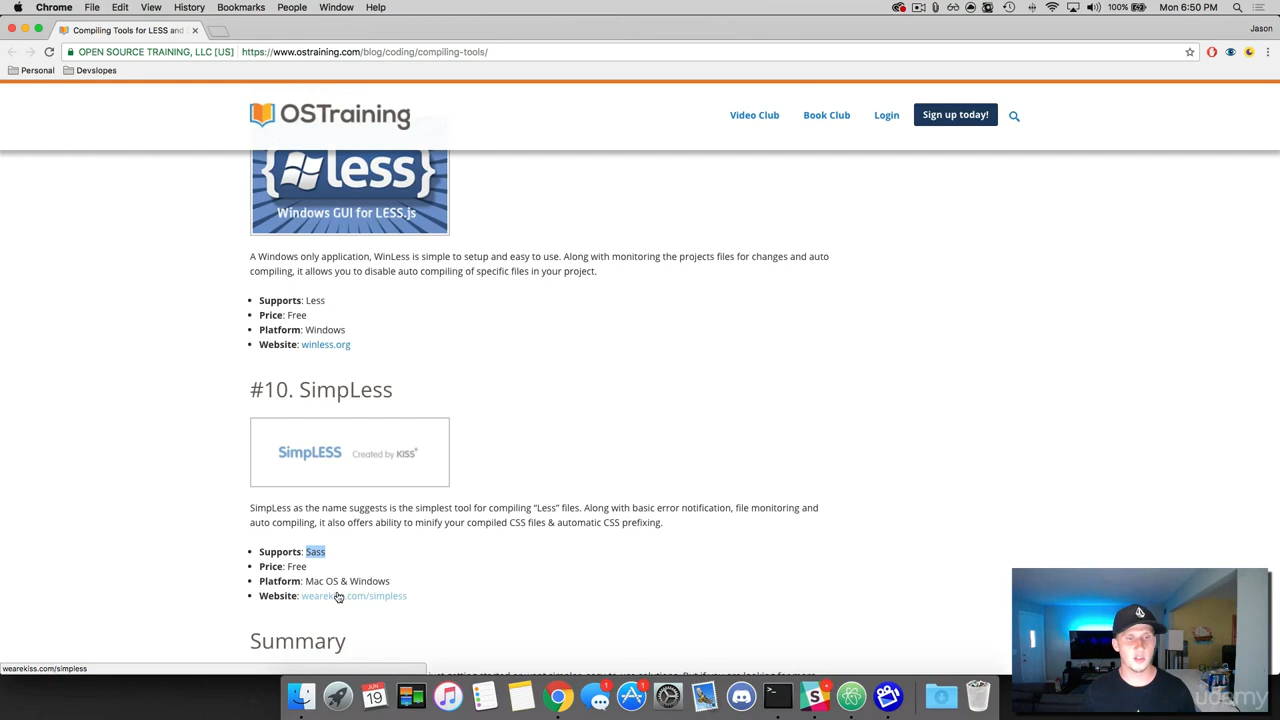 Chrome File Edit View History Bookmarks People Window Help 100% Mon 6:50 PM
Compiling Tools for LESS and
Jason
OPEN SOURCE TRAINING, LLC [US] https://www.ostraining.com/blog/coding/compiling-tools/
Personal Devslopes
OSTraining
Video Club Book Club Login Sign up today!
{less}
Windows GUI for LESS.js
A Windows only application, WinLess is simple to setup and easy to use. Along with monitoring the projects files for changes and auto
compiling, it allows you to disable auto compiling of specific files in your project.
• Supports: Less
• Price: Free
• Platform: Windows
• Website: winless.org
#10. SimpLess
SimpLESS Created by KISS*
SimpLess as the name suggests is the simplest tool for compiling “Less” files. Along with basic error notification, file monitoring and
auto compiling, it also offers ability to minify your compiled CSS files & automatic CSS prefixing.
• Supports: Sass
• Price: Free
• Platform: Mac OS & Windows
• Website: wearekiss.com/simpless
Summary
wearekiss.com/simpless
JUN
19
1
1
udemy